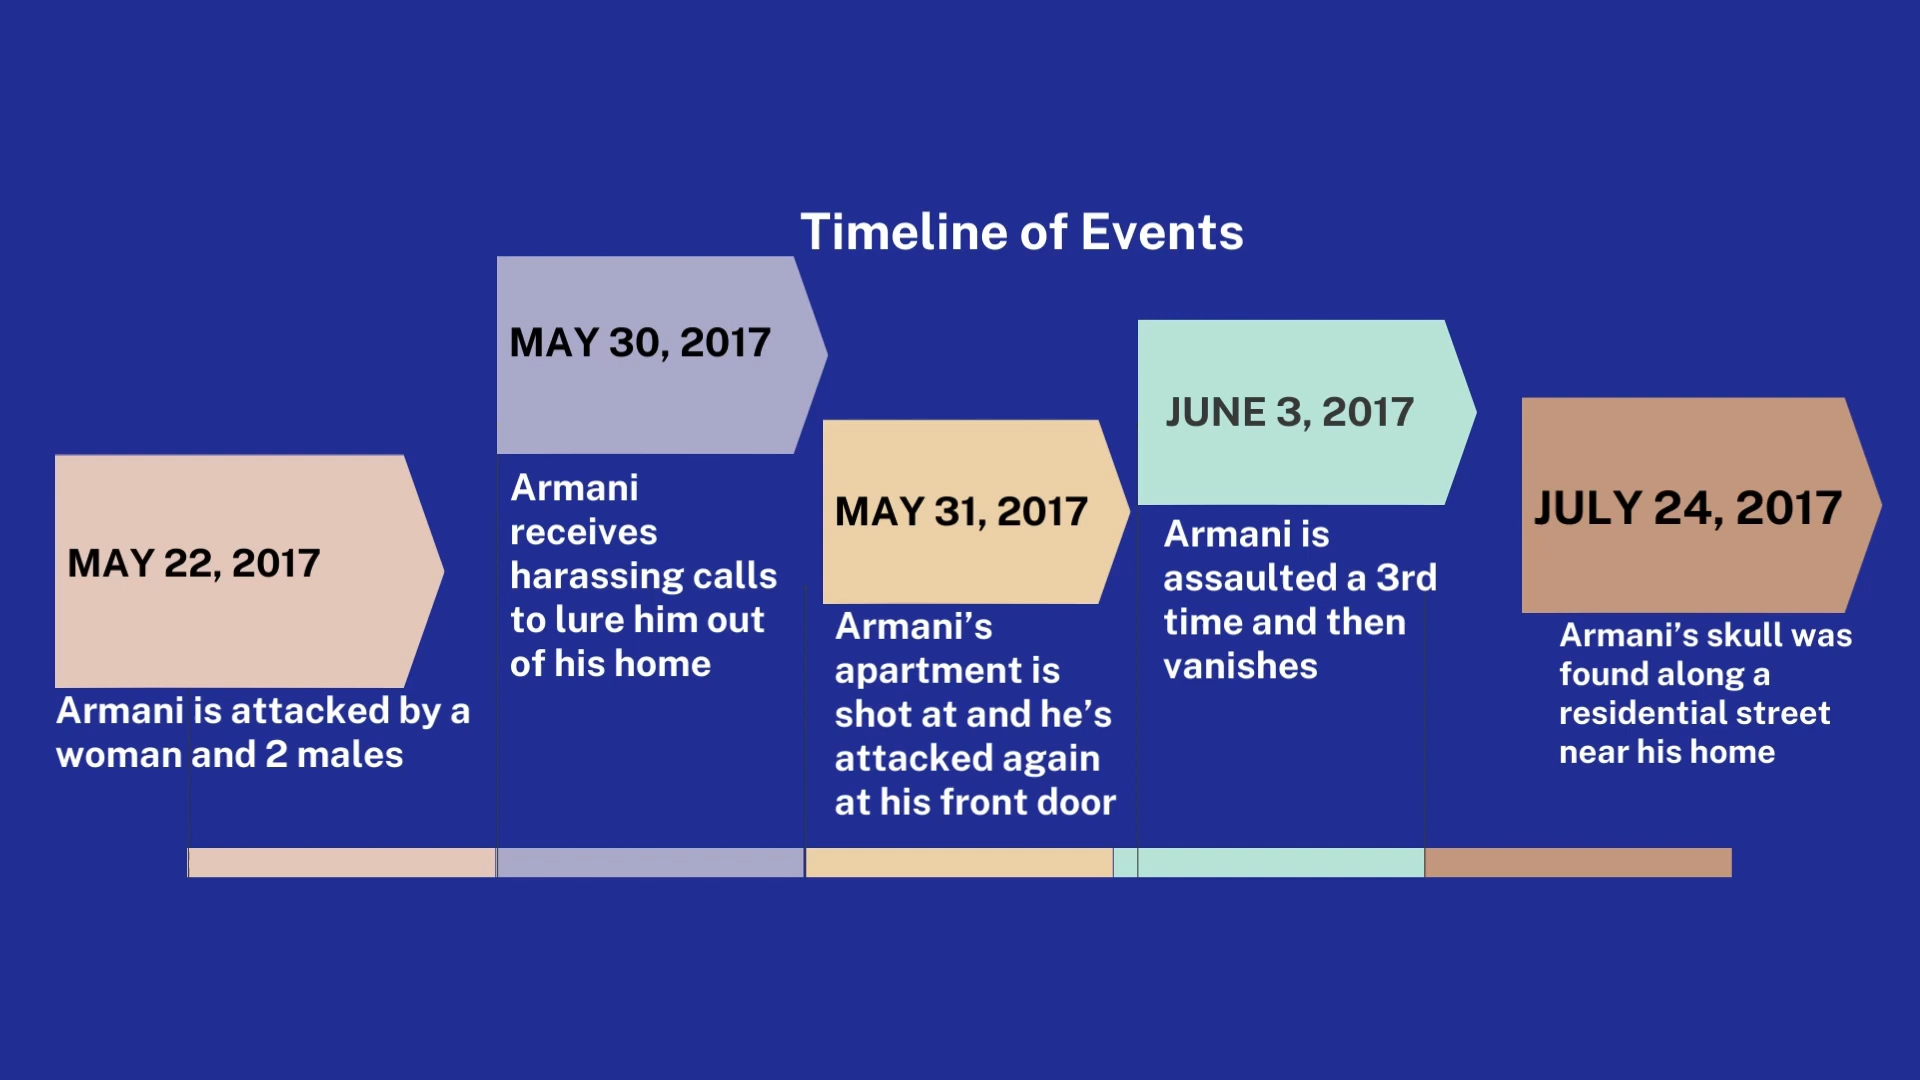 Timeline of Events
MAY 22, 2017
Armani is attacked by a
woman and 2 males
MAY 30, 2017
Armani
receives
harassing calls
to lure him out
of his home
MAY 31, 2017
Armani’s
apartment is
shot at and he’s
attacked again
at his front door
JUNE 3, 2017
Armani is
assaulted a 3rd
time and then
vanishes
JULY 24, 2017
Armani’s skull was
found along a
residential street
near his home